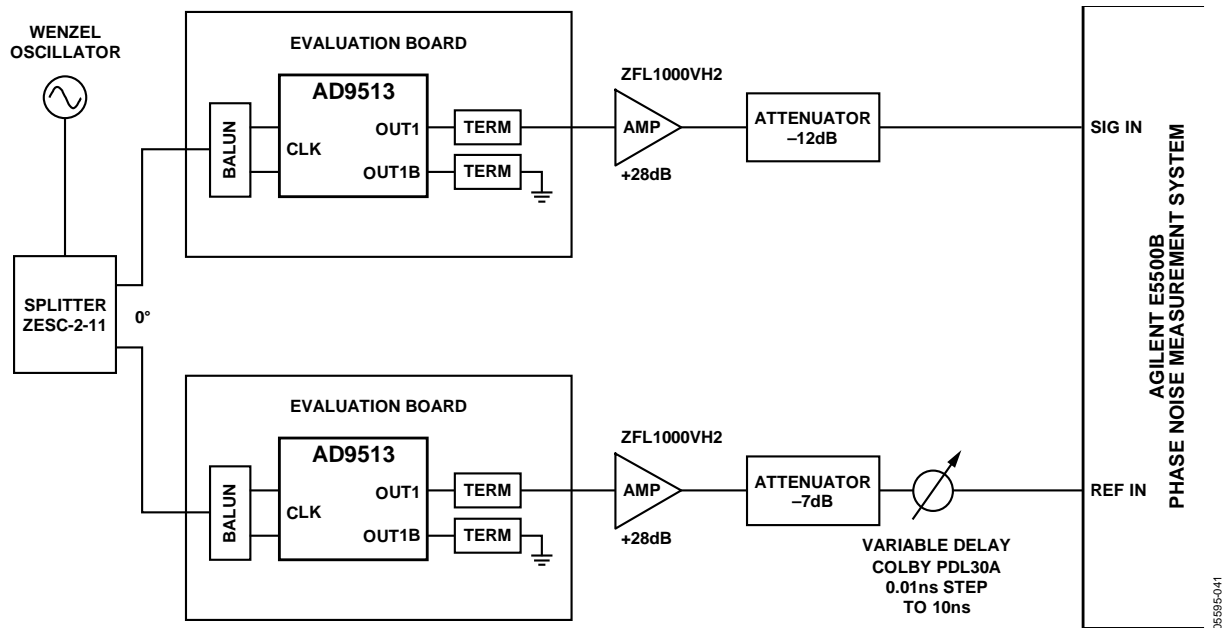 WENZEL
OSCILLATOR
EVALUATION BOARD
AD9513
BALUN
CLK
OUT1
OUT1B
TERM
TERM
ZFL1000VH2
AMP
+28dB
ATTENUATOR
–12dB
SIG IN
SPLITTER
ZESC-2-11
0°
EVALUATION BOARD
AD9513
BALUN
CLK
OUT1
OUT1B
TERM
TERM
ZFL1000VH2
AMP
+28dB
ATTENUATOR
–7dB
VARIABLE DELAY
COLBY PDL30A
0.01ns STEP
TO 10ns
REF IN
AGILENT E5500B
PHASE NOISE MEASUREMENT SYSTEM
05595-041